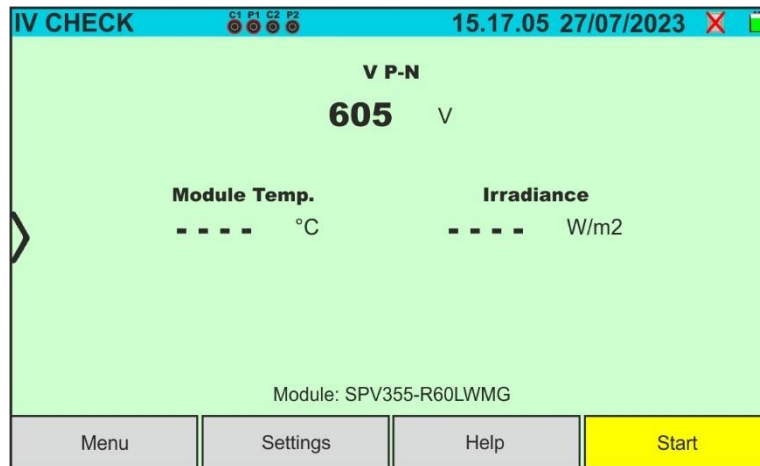 IV CHECK C1 P1 C2 P2 15.17.05 27/07/2023
V P-N
605 V
Module Temp. Irradiance
- - - - °C - - - - W/m2
Module: SPV355-R60LWMG
Menu Settings Help Start